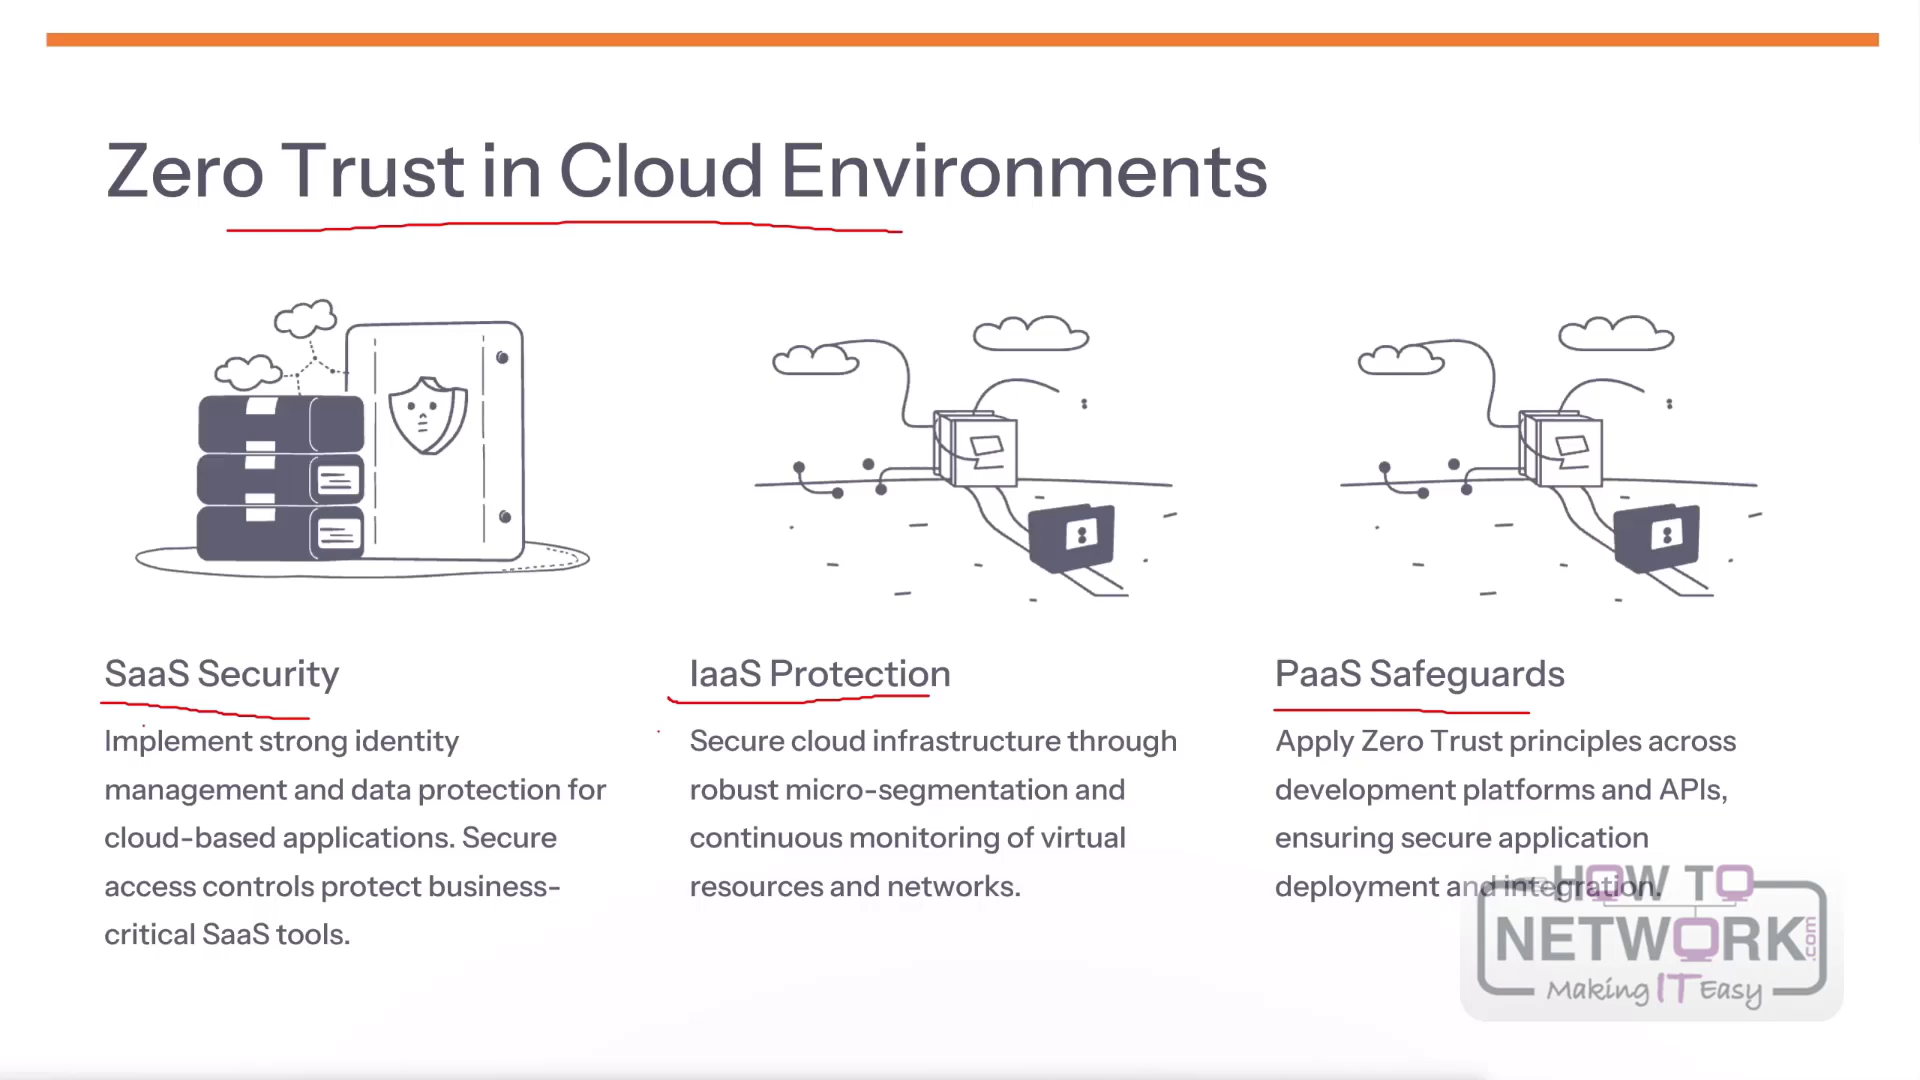 Zero Trust in Cloud Environments
SaaS Security
Implement strong identity
management and data protection for
cloud-based applications. Secure
access controls protect business-
critical SaaS tools.
IaaS Protection
Secure cloud infrastructure through
robust micro-segmentation and
continuous monitoring of virtual
resources and networks.
PaaS Safeguards
Apply Zero Trust principles across
development platforms and APIs,
ensuring secure application
deployment and integration.
HOW TO
NETWORK.com
Making IT Easy